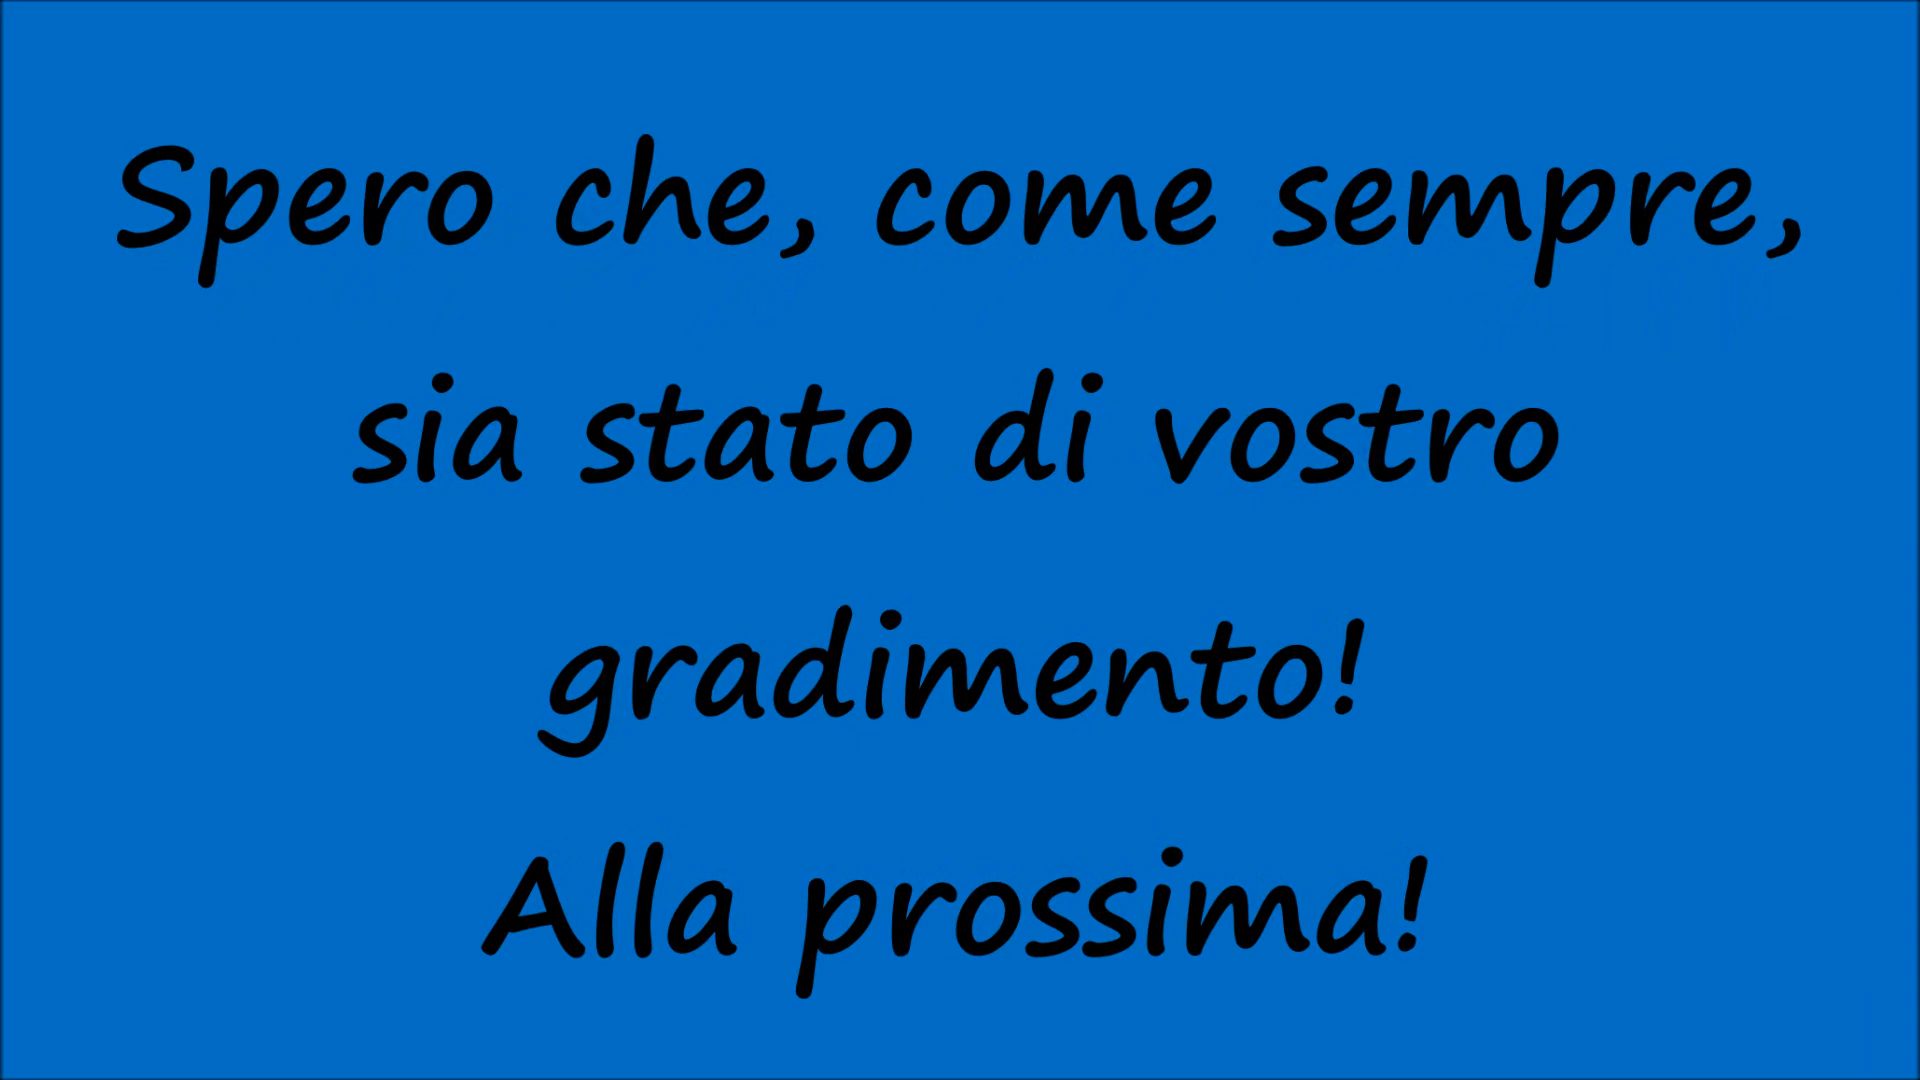 Spero che, come sempre,
sia stato di vostro
gradimento!
Alla prossima!